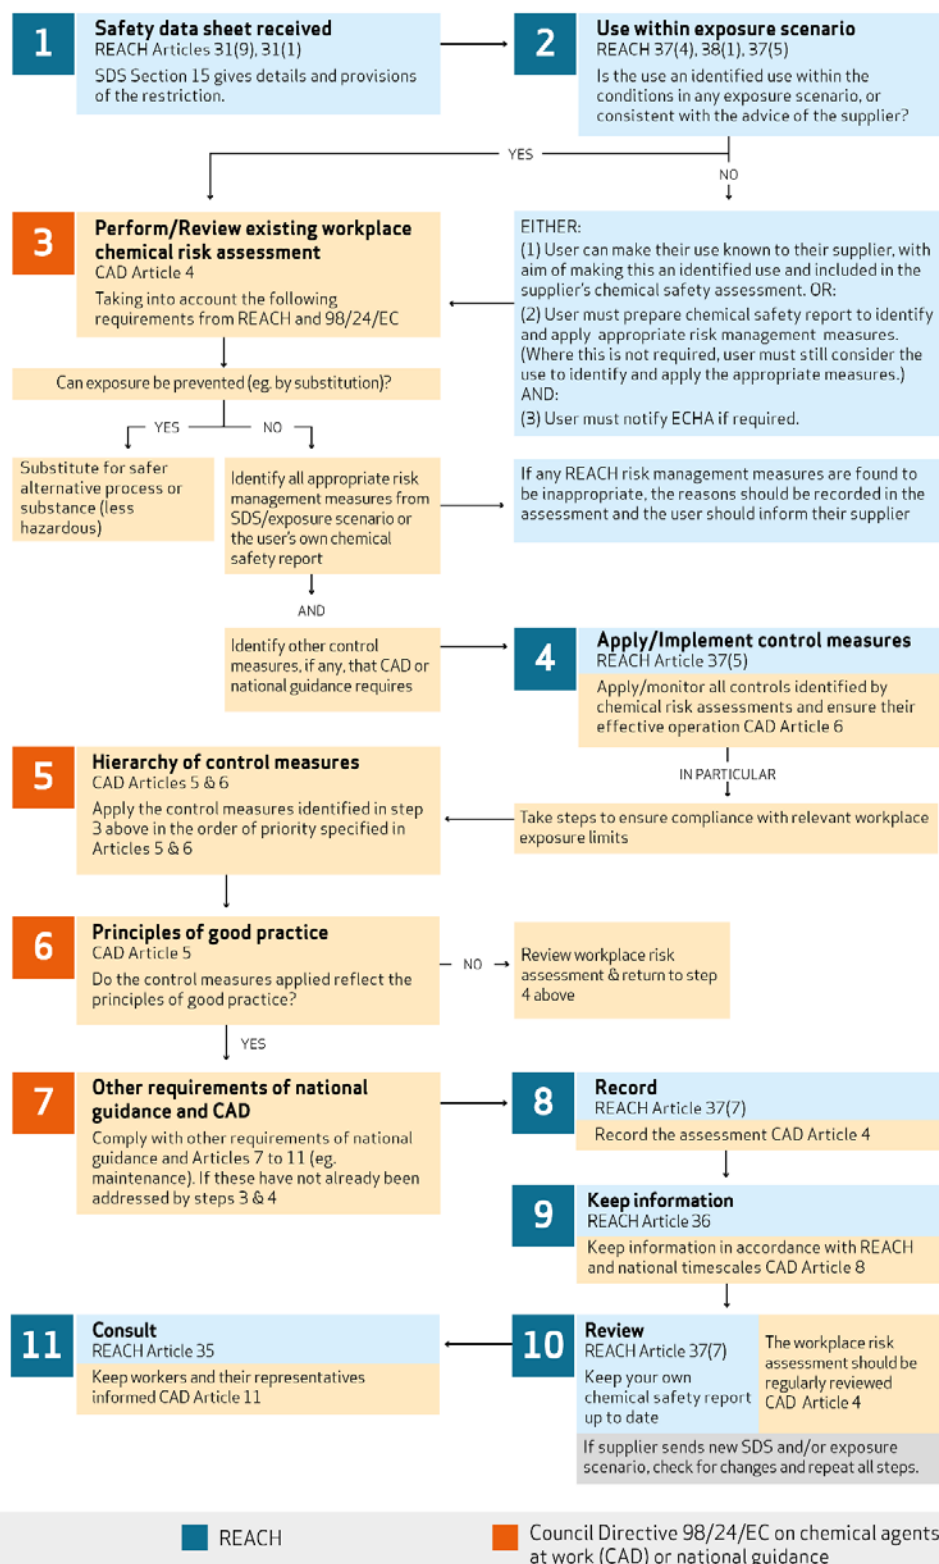 1
Safety data sheet received
REACH Articles 31(9), 31(1)
SDS Section 15 gives details and provisions
of the restriction.
2
Use within exposure scenario
REACH 37(4), 38(1), 37(5)
Is the use an identified use within the
conditions in any exposure scenario, or
consistent with the advice of the supplier?
YES
NO
3
Perform/Review existing workplace
chemical risk assessment
CAD Article 4
Taking into account the following
requirements from REACH and 98/24/EC
EITHER:
(1) User can make their use known to their supplier, with
aim of making this an identified use and included in the
supplier's chemical safety assessment. OR:
(2) User must prepare chemical safety report to identify
and apply appropriate risk management measures.
(Where this is not required, user must still consider the
use to identify and apply the appropriate measures.)
AND:
(3) User must notify ECHA if required.
Can exposure be prevented (eg. by substitution)?
YES
NO
Substitute for safer
alternative process or
substance (less
hazardous)
Identify all appropriate risk
management measures from
SDS/exposure scenario or
the user's own chemical
safety report
If any REACH risk management measures are found to
be inappropriate, the reasons should be recorded in the
assessment and the user should inform their supplier
AND
Identify other control
measures, if any, that CAD or
national guidance requires
4
Apply/Implement control measures
REACH Article 37(5)
Apply/monitor all controls identified by
chemical risk assessments and ensure their
effective operation CAD Article 6
IN PARTICULAR
Take steps to ensure compliance with relevant workplace
exposure limits
5
Hierarchy of control measures
CAD Articles 5 & 6
Apply the control measures identified in step
3 above in the order of priority specified in
Articles 5 & 6
6
Principles of good practice
CAD Article 5
Do the control measures applied reflect the
principles of good practice?
NO
Review workplace risk
assessment & return to step
4 above
YES
7
Other requirements of national
guidance and CAD
Comply with other requirements of national
guidance and Articles 7 to 11 (eg.
maintenance). If these have not already been
addressed by steps 3 & 4
8
Record
REACH Article 37(7)
Record the assessment CAD Article 4
9
Keep information
REACH Article 36
Keep information in accordance with REACH
and national timescales CAD Article 8
10
Review
REACH Article 37(7)
Keep your own
chemical safety report
up to date
The workplace risk
assessment should be
regularly reviewed
CAD Article 4
If supplier sends new SDS and/or exposure
scenario, check for changes and repeat all steps.
11
Consult
REACH Article 35
Keep workers and their representatives
informed CAD Article 11
REACH
Council Directive 98/24/EC on chemical agents
at work (CAD) or national guidance